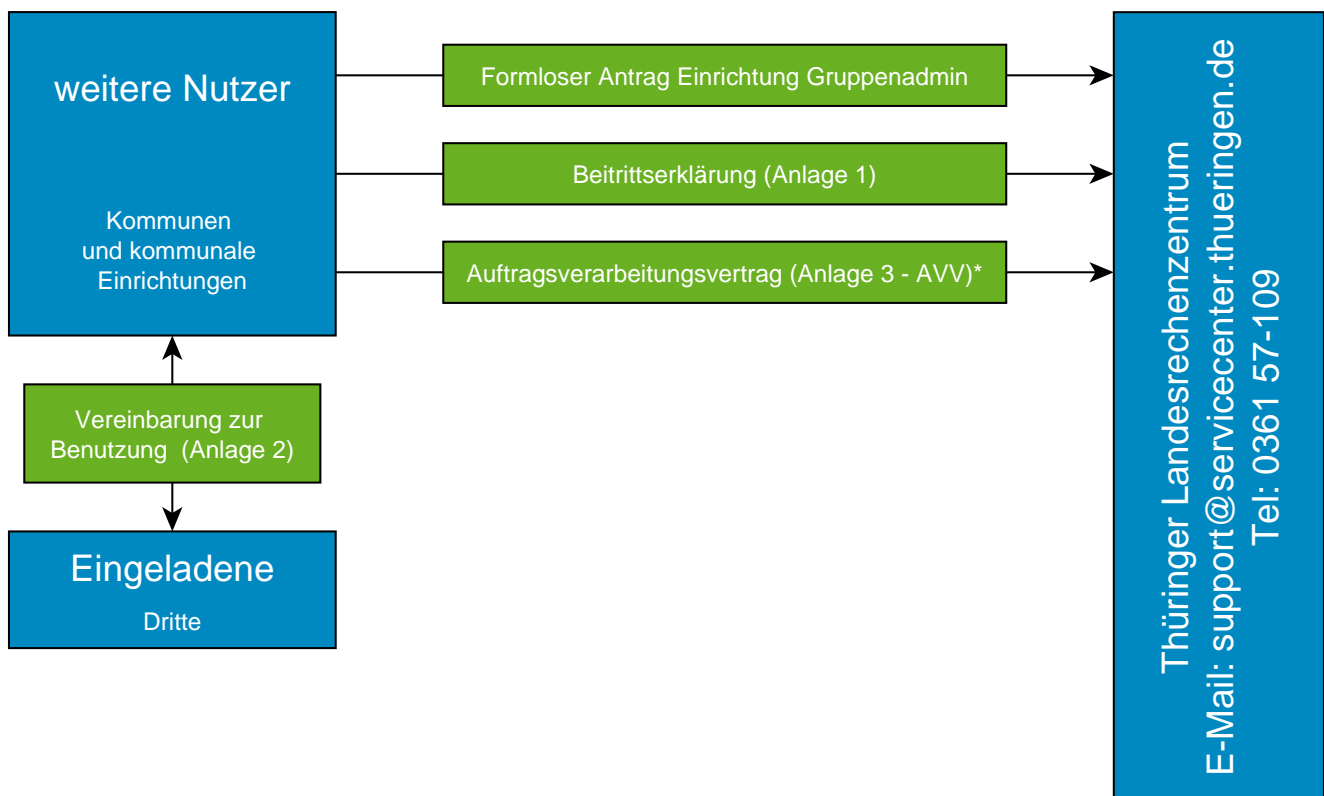 weitere Nutzer
Kommunen
und kommunale
Einrichtungen
Formloser Antrag Einrichtung Gruppenadmin
Beitrittserklärung (Anlage 1)
Auftragsverarbeitungsvertrag (Anlage 3 - AVV)*
Vereinbarung zur
Benutzung (Anlage 2)
Eingeladene
Dritte
Thüringer Landesrechenzentrum
E-Mail: support@servicecenter.thueringen.de
Tel: 0361 57-109